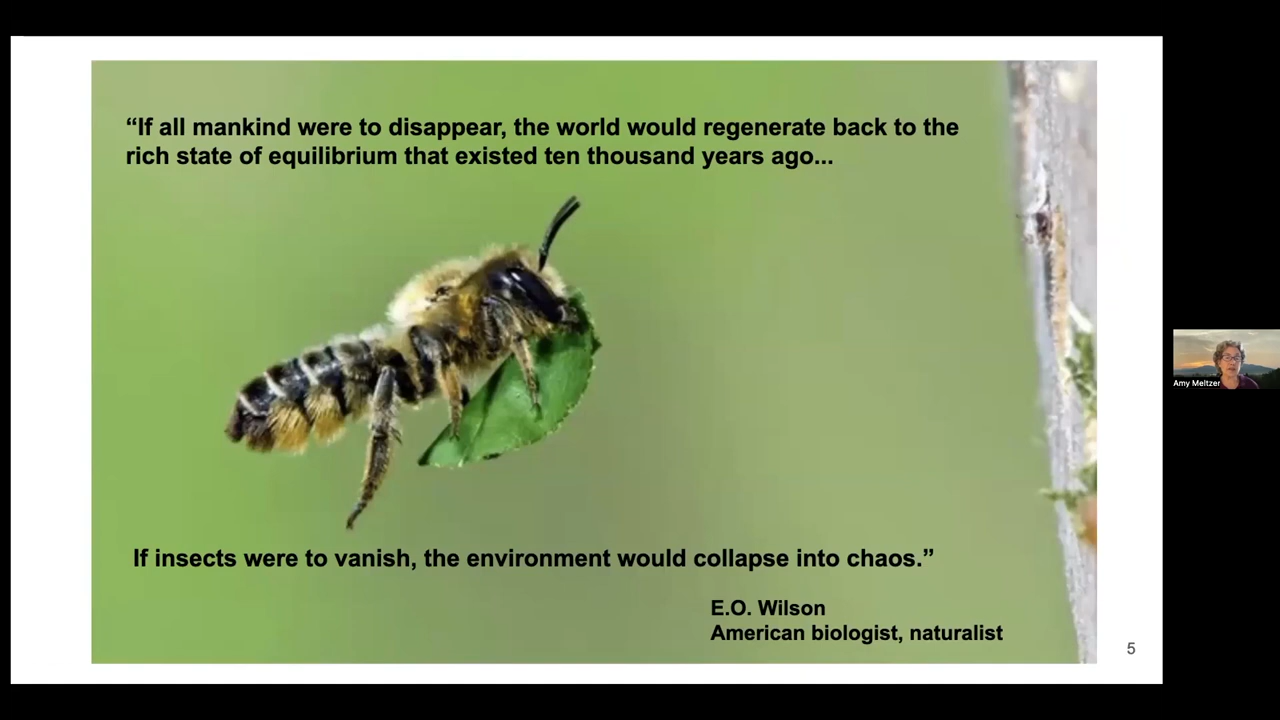 “If all mankind were to disappear, the world would regenerate back to the
rich state of equilibrium that existed ten thousand years ago...
If insects were to vanish, the environment would collapse into chaos.”
E.O. Wilson
American biologist, naturalist
5
Amy Meltzer